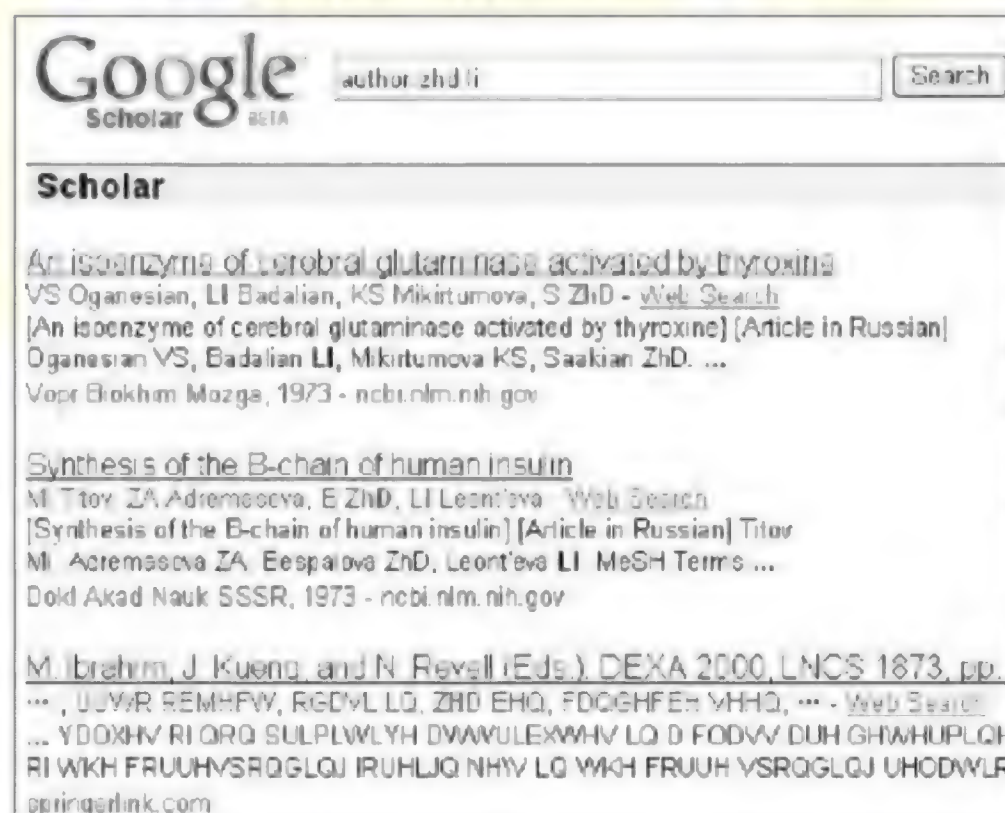 Google
Scholar BETA
author zhd li
Search
Scholar
An isoenzyme of cerebral glutaminase activated by thyroxine
VS Oganesian, LI Badalian, KS Mikirtumova, S ZhD - Web Search
[An isoenzyme of cerebral glutaminase activated by thyroxine] [Article in Russian]
Oganesian VS, Badalian LI, Mikirtumova KS, Saakian ZhD. ...
Vopr Biokhim Mozga, 1973 - ncbi.nlm.nih.gov
Synthesis of the B-chain of human insulin
MI Titov, ZA Adremasova, E ZhD, LI Leont'eva Web Search
[Synthesis of the B-chain of human insulin] [Article in Russian] Titov
MI Adremasova ZA Eespalova ZhD, Leont'eva LI MeSH Terms ...
Dokl Akad Nauk SSSR, 1973 - ncbi.nlm.nih.gov
M. Ibrahim, J. Kueng, and N. Revell (Eds.) DEXA 2000, LNCS 1873, pp.
... , REMHFW, RGDVL LQ, ZHD EHQ, FDQGHFEH VHHQ, ... - Web Search
... YDOXHV RI QRQ SULPLWLYH DWWULEXWHV LQ D FODVV DUH GHWHUPLQH
RI WKH FRUUHVSRQGLQJ IRUHLJQ NHV LQ WKH FRUUH VSRQGLQJ UHODWLR
springerlink.com